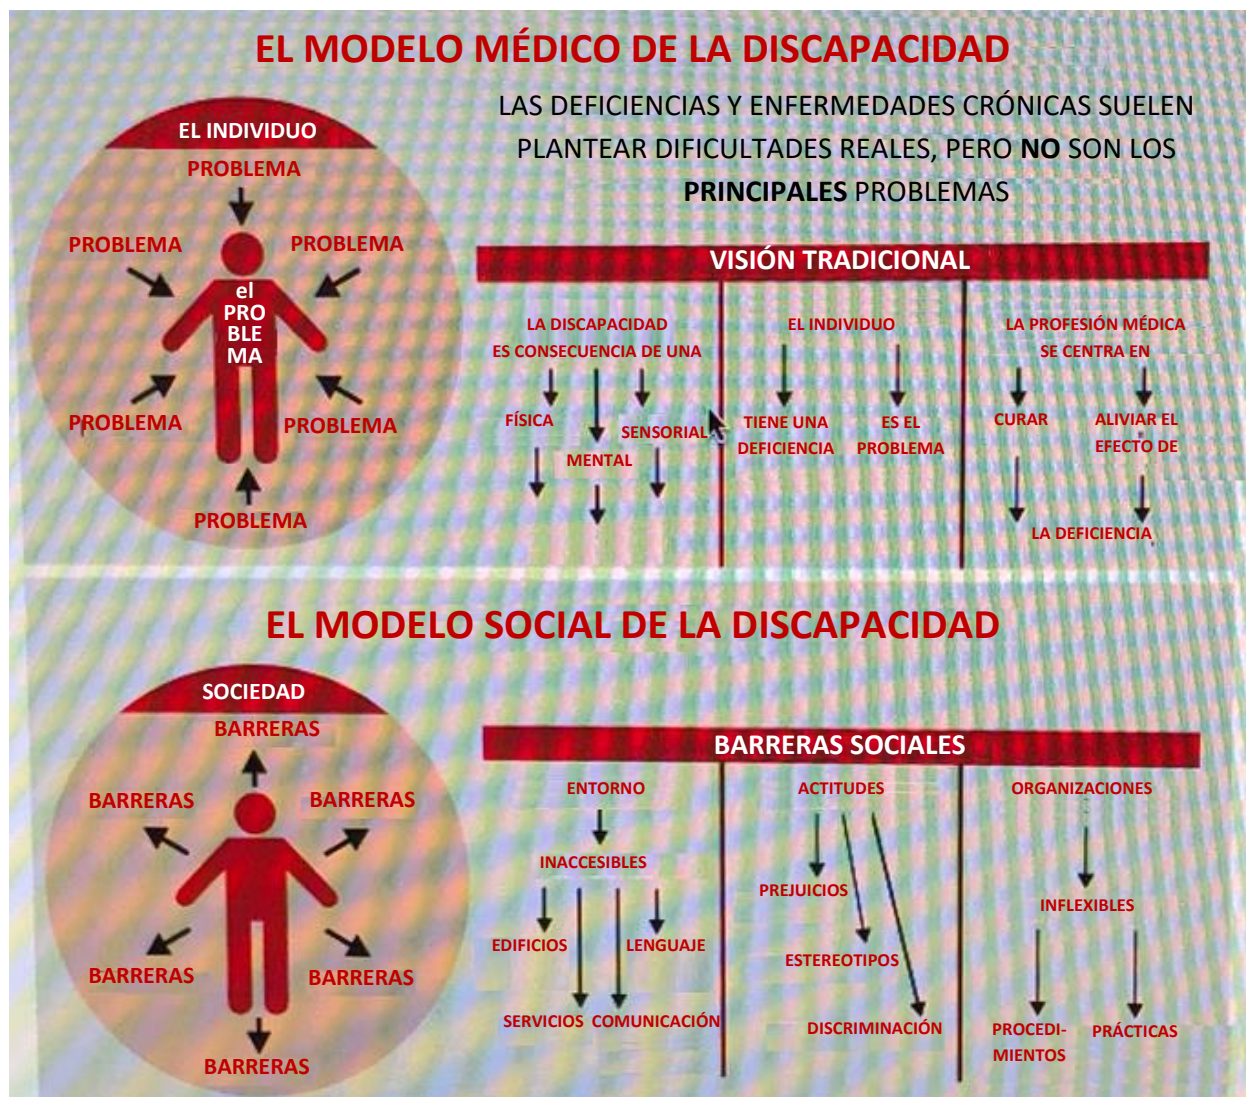 EL MODELO MÉDICO DE LA DISCAPACIDAD
EL INDIVIDUO
PROBLEMA
PROBLEMA
PROBLEMA
el
PRO
BLE
MA
PROBLEMA
PROBLEMA
PROBLEMA
LAS DEFICIENCIAS Y ENFERMEDADES CRÓNICAS SUELEN
PLANTEAR DIFICULTADES REALES, PERO NO SON LOS
PRINCIPALES PROBLEMAS
VISIÓN TRADICIONAL
LA DISCAPACIDAD
ES CONSECUENCIA DE UNA
FÍSICA
SENSORIAL
MENTAL
EL INDIVIDUO
TIENE UNA
DEFICIENCIA
ES EL
PROBLEMA
LA PROFESIÓN MÉDICA
SE CENTRA EN
CURAR
ALIVIAR EL
EFECTO DE
LA DEFICIENCIA
EL MODELO SOCIAL DE LA DISCAPACIDAD
SOCIEDAD
BARRERAS
BARRERAS
BARRERAS
BARRERAS
BARRERAS
BARRERAS
BARRERAS SOCIALES
ENTORNO
INACCESIBLES
EDIFICIOS
LENGUAJE
SERVICIOS
COMUNICACIÓN
ACTITUDES
PREJUICIOS
ESTEREOTIPOS
DISCRIMINACIÓN
ORGANIZACIONES
INFLEXIBLES
PROCEDI-
MIENTOS
PRÁCTICAS